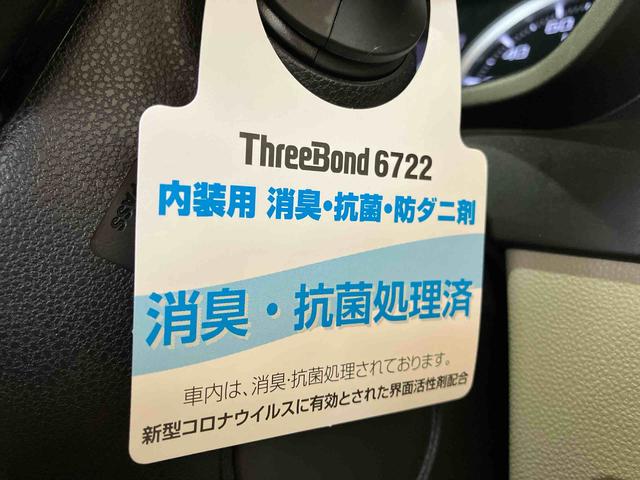 ThreeBond 6722
内装用 消臭・抗菌・防ダニ剤
消臭・抗菌処理済
車内は、消臭・抗菌処理されております。
新型コロナウイルスに有効とされた界面活性剤配合
40
60